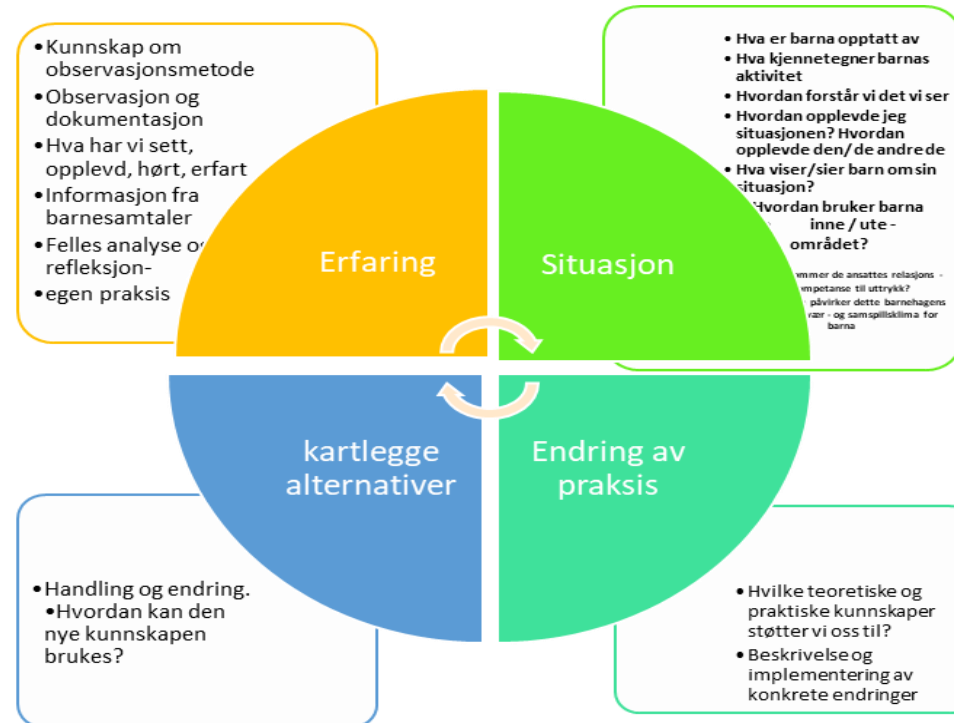 •Kunnskap om
observasjonsmetode
•Observasjon og
dokumentasjon
•Hva har vi sett,
opplevd, hørt, erfart
•Informasjon fra
barnesamtaler
•Felles analyse
refleksjon-
•egen praksis
• Hva er barna opptatt av
• Hva kjennetegner barnas
aktivitet
• Hvordan forstår vi det vi ser
• Hvordan opplevde jeg
situasjonen? Hvordan
opplevde den/ de andre de
• Hva viser/sier barn om sin
situasjon?
Hvordan bruker barna
inne / ute -
området?
de ansattes relasjons -
til uttrykk?
påvirker dette barnehagens
og samspillsklima for
barna
Erfaring
Situasjon
kartlegge
alternativer
Endring av
praksis
•Handling og endring.
•Hvordan kan den
nye kunnskapen
brukes?
• Hvilke teoretiske og
praktiske kunnskaper
støtter vi oss til?
• Beskrivelse og
implementering av
konkrete endringer